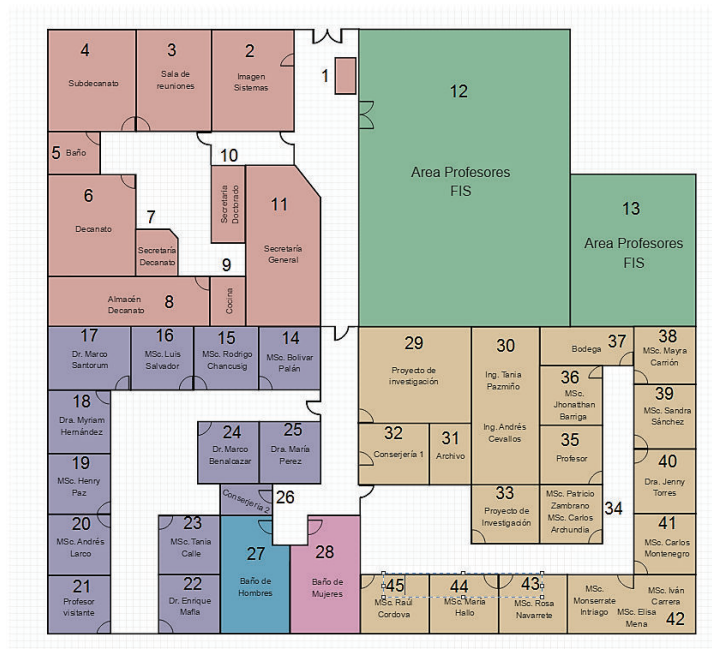 4
Subdecanato
3
Sala de
reuniones
2
Imagen
Sistemas
1
12
Area Profesores
FIS
5
Baño
10
Secretaría
Doctorado
11
Secretaría
General
6
Decanato
7
Secretaría
Decanato
13
Area Profesores
FIS
9
Cocina
Almacén
Decanato
8
17
Dr. Marco
Santorum
16
MSc. Luis
Salvador
15
MSc. Rodrigo
Chancusig
14
MSc. Bolivar
Palán
29
Proyecto de
investigación
30
Ing. Tania
Pazmiño
Ing. Andrés
Cevallos
Bodega
37
38
MSc. Mayra
Carrión
36
MSc.
Jhonatthan
Barriga
18
Dra. Myriam
Hernández
39
MSc. Sandra
Sánchez
24
Dr. Marco
Benalcazar
25
Dra. María
Perez
32
Conserjería 1
31
Archivo
35
Profesor
19
MSc. Henry
Paz
40
Dra. Jenny
Torres
Conserjería 2
26
33
Proyecto de
Investigación
MSc. Patricio
Zambrano
MSc. Carlos
Archundia
34
20
MSc. Andrés
Larco
23
MSc. Tania
Calle
27
Baño de
Hombres
28
Baño de
Mujeres
41
MSc. Carlos
Montenegro
21
Profesor
visitante
22
Dr. Enrique
Mafla
45
MSc. Raúl
Cordova
44
MSc. Maria
Hallo
43
MSc. Rosa
Navarrete
MSc.
Monserrate
Intriago
MSc. Iván
Carrera
MSc. Elisa
Mena
42